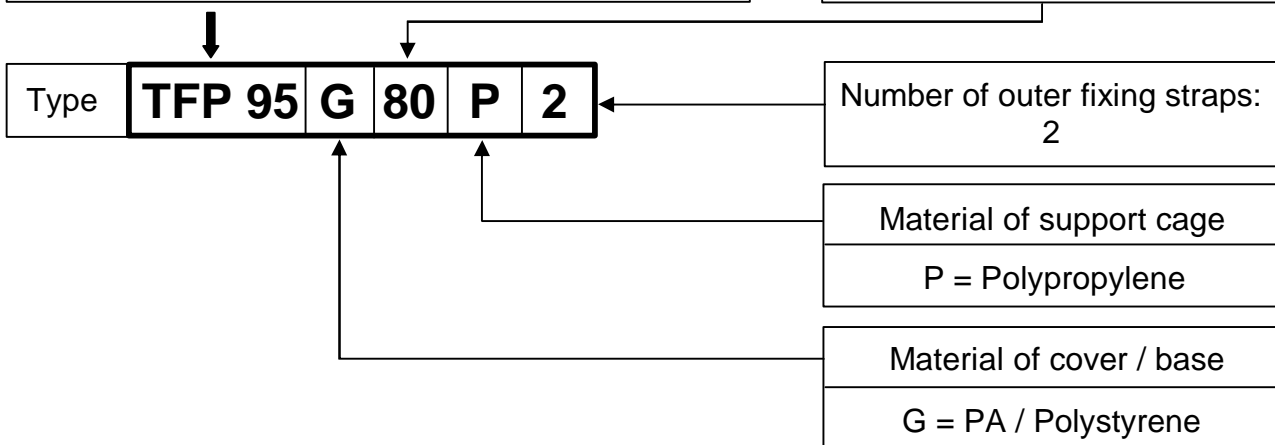 Type TFP 95 G 80 P 2
Number of outer fixing straps:
2
Material of support cage
P = Polypropylene
Material of cover / base
G = PA / Polystyrene